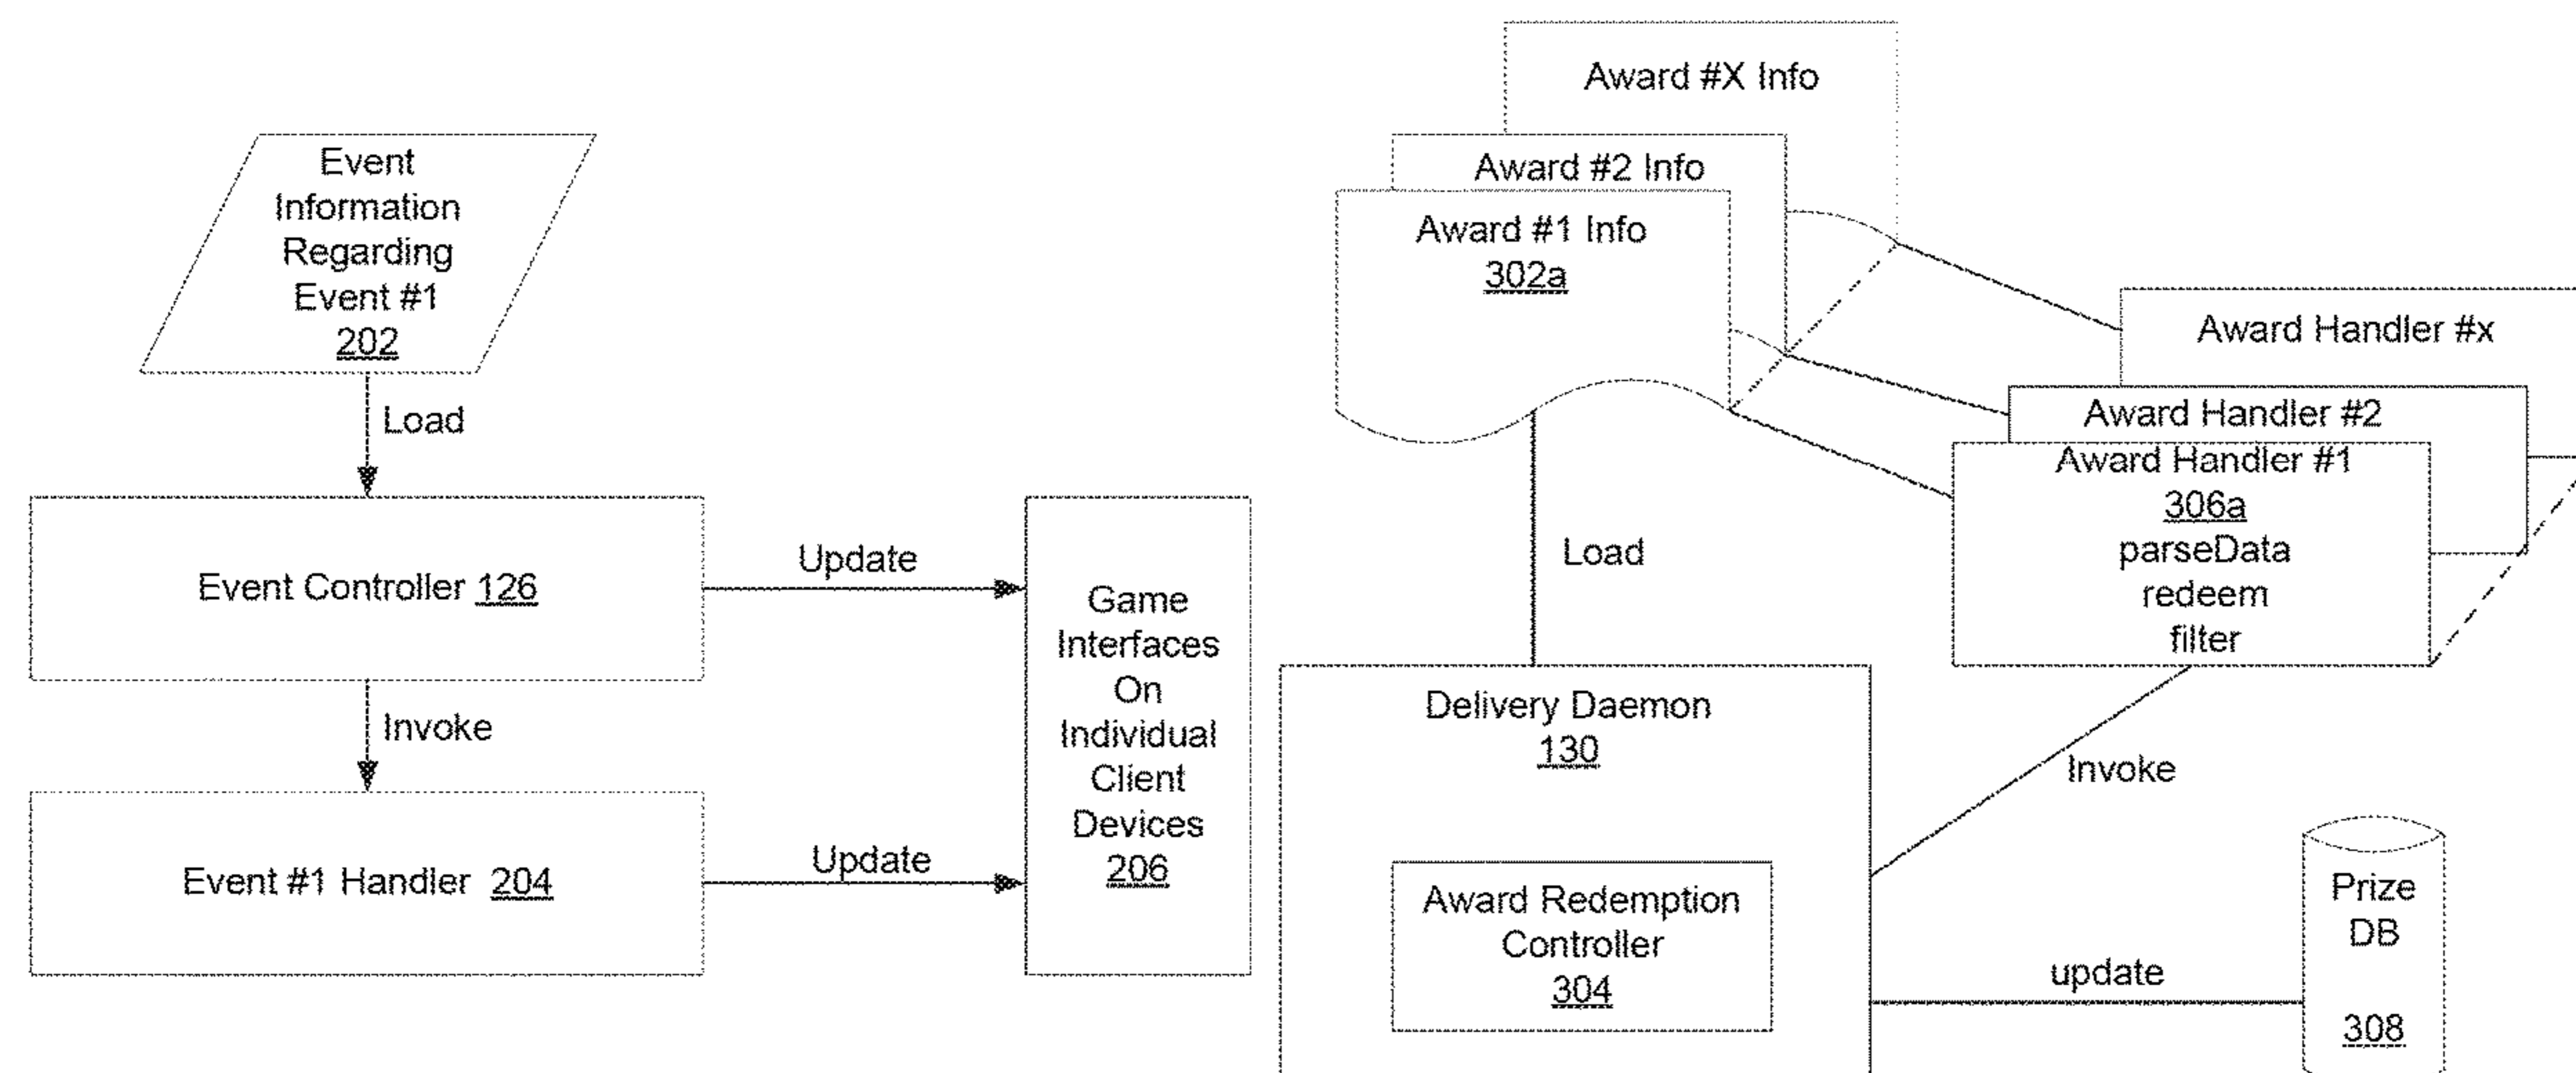 Event
Information
Regarding
Event #1
202
Load
Event Controller 126
Update
Invoke
Event #1 Handler 204
Update
Game
Interfaces
On
Individual
Client
Devices
206
Award #X Info
Award #2 Info
Award #1 Info
302a
Load
Award Handler #x
Award Handler #2
Award Handler #1
306a
parseData
redeem
filter
Delivery Daemon
130
Invoke
Award Redemption
Controller
304
update
Prize
DB
308